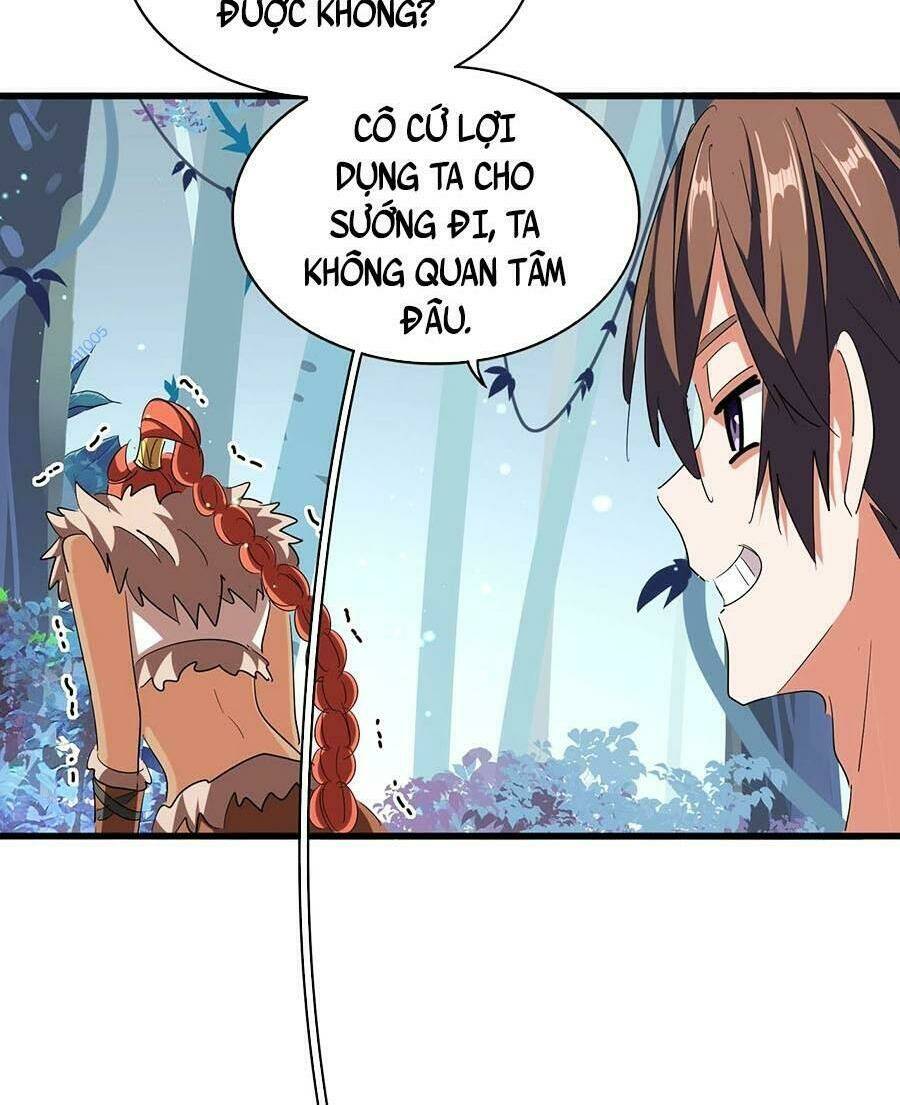 ĐƯỢC KHÔNG?
CÔ CỨ LỢI
DỤNG TA CHO
SƯỚNG ĐI, TA
KHÔNG QUAN TÂM
ĐÂU.